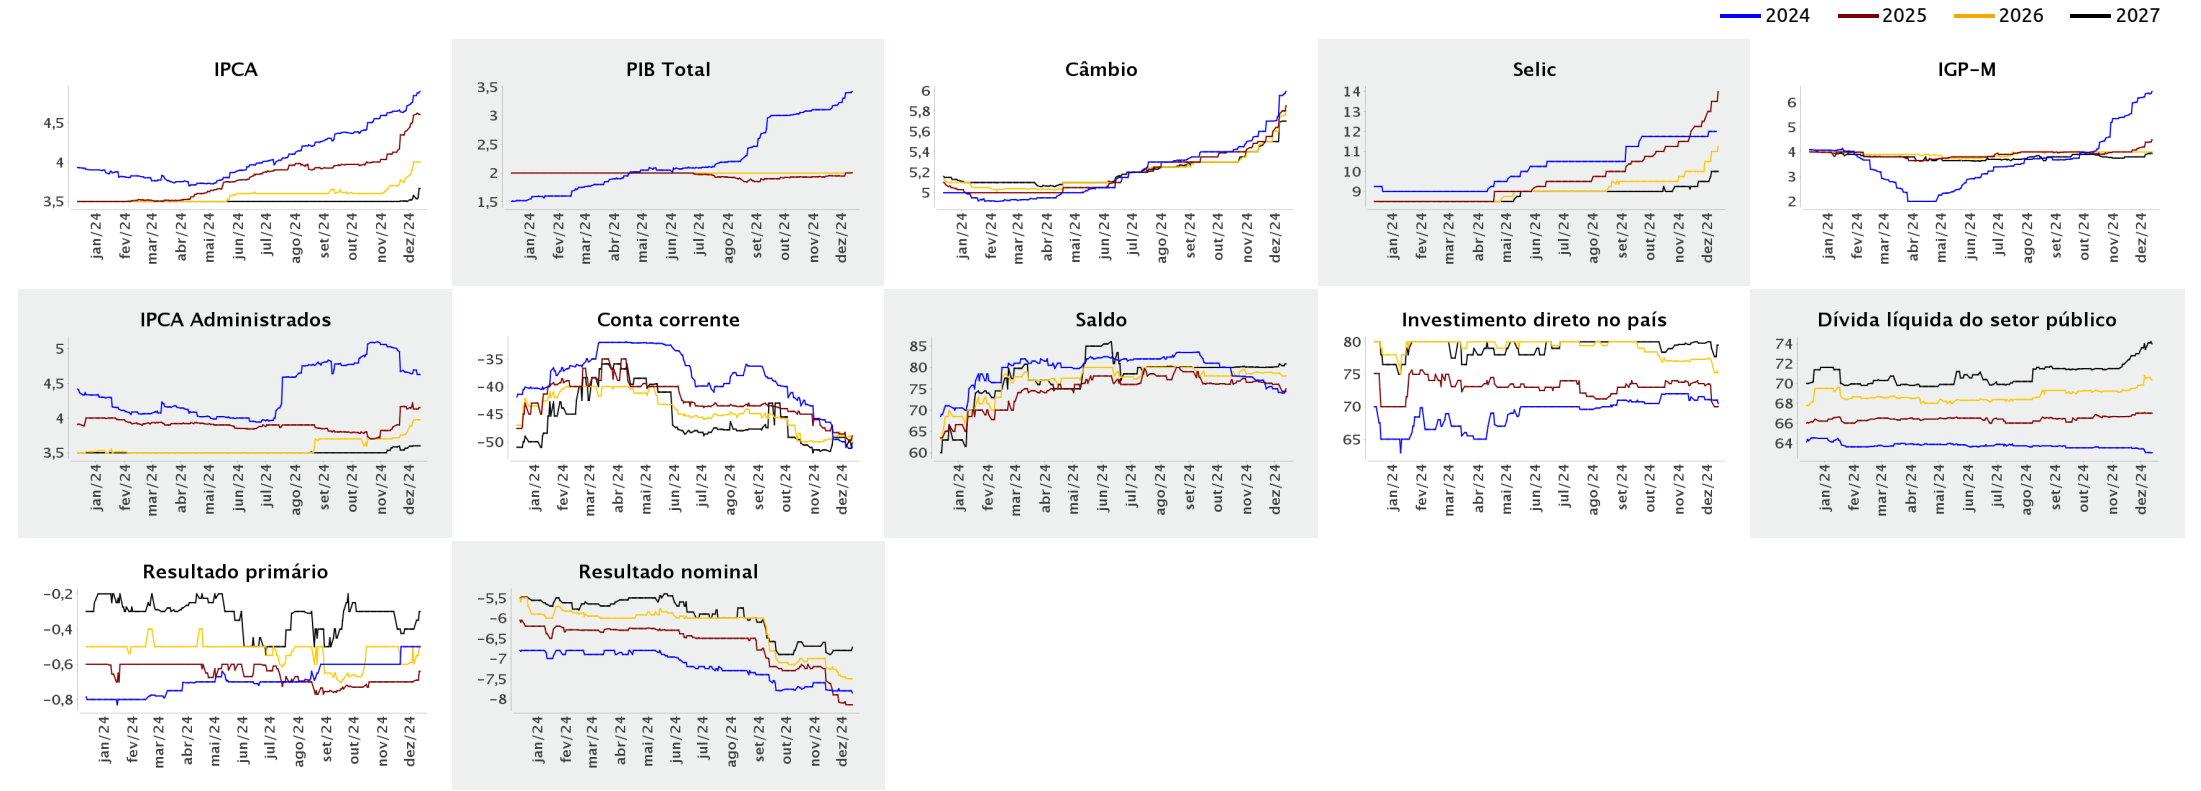 2024 2025 2026 2027
IPCA
4,5
4
3,5
jan/24 fev/24 mar/24 abr/24 mai/24 jun/24 jul/24 ago/24 set/24 out/24 nov/24 dez/24
PIB Total
3,5
3
2,5
2
1,5
jan/24 fev/24 mar/24 abr/24 mai/24 jun/24 jul/24 ago/24 set/24 out/24 nov/24 dez/24
Câmbio
6
5,8
5,6
5,4
5,2
5
jan/24 fev/24 mar/24 abr/24 mai/24 jun/24 jul/24 ago/24 set/24 out/24 nov/24 dez/24
Selic
14
13
12
11
10
9
jan/24 fev/24 mar/24 abr/24 mai/24 jun/24 jul/24 ago/24 set/24 out/24 nov/24 dez/24
IGP-M
6
5
4
3
2
jan/24 fev/24 mar/24 abr/24 mai/24 jun/24 jul/24 ago/24 set/24 out/24 nov/24 dez/24
IPCA Administrados
5
4,5
4
3,5
jan/24 fev/24 mar/24 abr/24 mai/24 jun/24 jul/24 ago/24 set/24 out/24 nov/24 dez/24
Conta corrente
-35
-40
-45
-50
jan/24 fev/24 mar/24 abr/24 mai/24 jun/24 jul/24 ago/24 set/24 out/24 nov/24 dez/24
Saldo
85
80
75
70
65
60
jan/24 fev/24 mar/24 abr/24 mai/24 jun/24 jul/24 ago/24 set/24 out/24 nov/24 dez/24
Investimento direto no país
80
75
70
65
jan/24 fev/24 mar/24 abr/24 mai/24 jun/24 jul/24 ago/24 set/24 out/24 nov/24 dez/24
Dívida líquida do setor público
74
72
70
68
66
64
jan/24 fev/24 mar/24 abr/24 mai/24 jun/24 jul/24 ago/24 set/24 out/24 nov/24 dez/24
Resultado primário
-0,2
-0,4
-0,6
-0,8
jan/24 fev/24 mar/24 abr/24 mai/24 jun/24 jul/24 ago/24 set/24 out/24 nov/24 dez/24
Resultado nominal
-5,5
-6
-6,5
-7
-7,5
-8
jan/24 fev/24 mar/24 abr/24 mai/24 jun/24 jul/24 ago/24 set/24 out/24 nov/24 dez/24